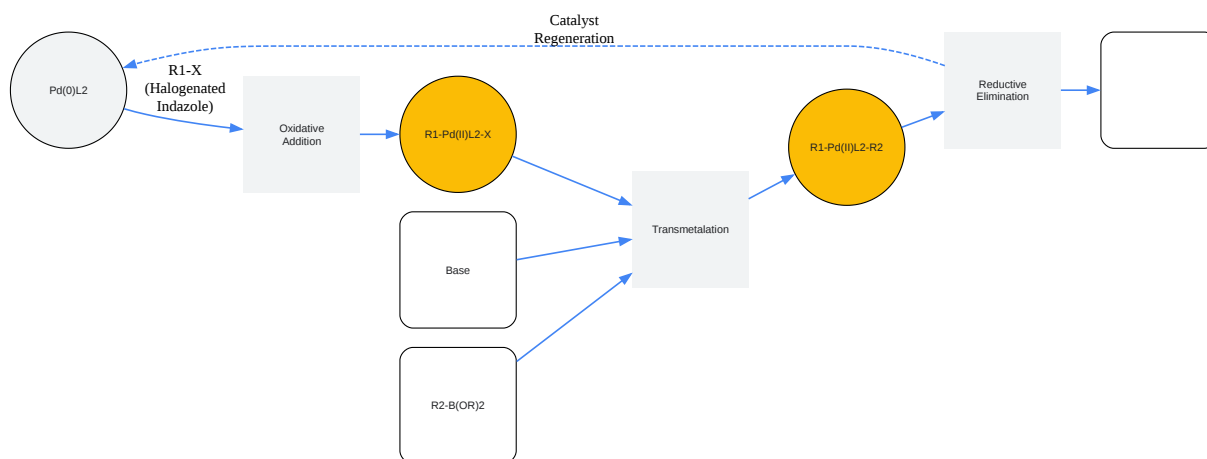 Catalyst
Regeneration
Pd(0)L2
R1-X
(Halogenated
Indazole)
Oxidative
Addition
R1-Pd(II)L2-X
Base
R2-B(OR)2
Transmetalation
R1-Pd(II)L2-R2
Reductive
Elimination